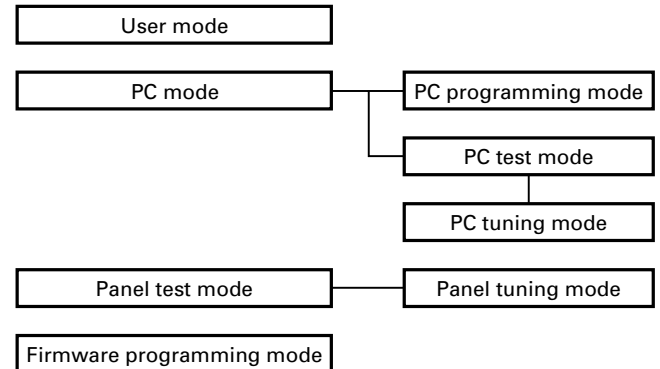 User mode
PC mode
PC programming mode
PC test mode
PC tuning mode
Panel test mode
Panel tuning mode
Firmware programming mode